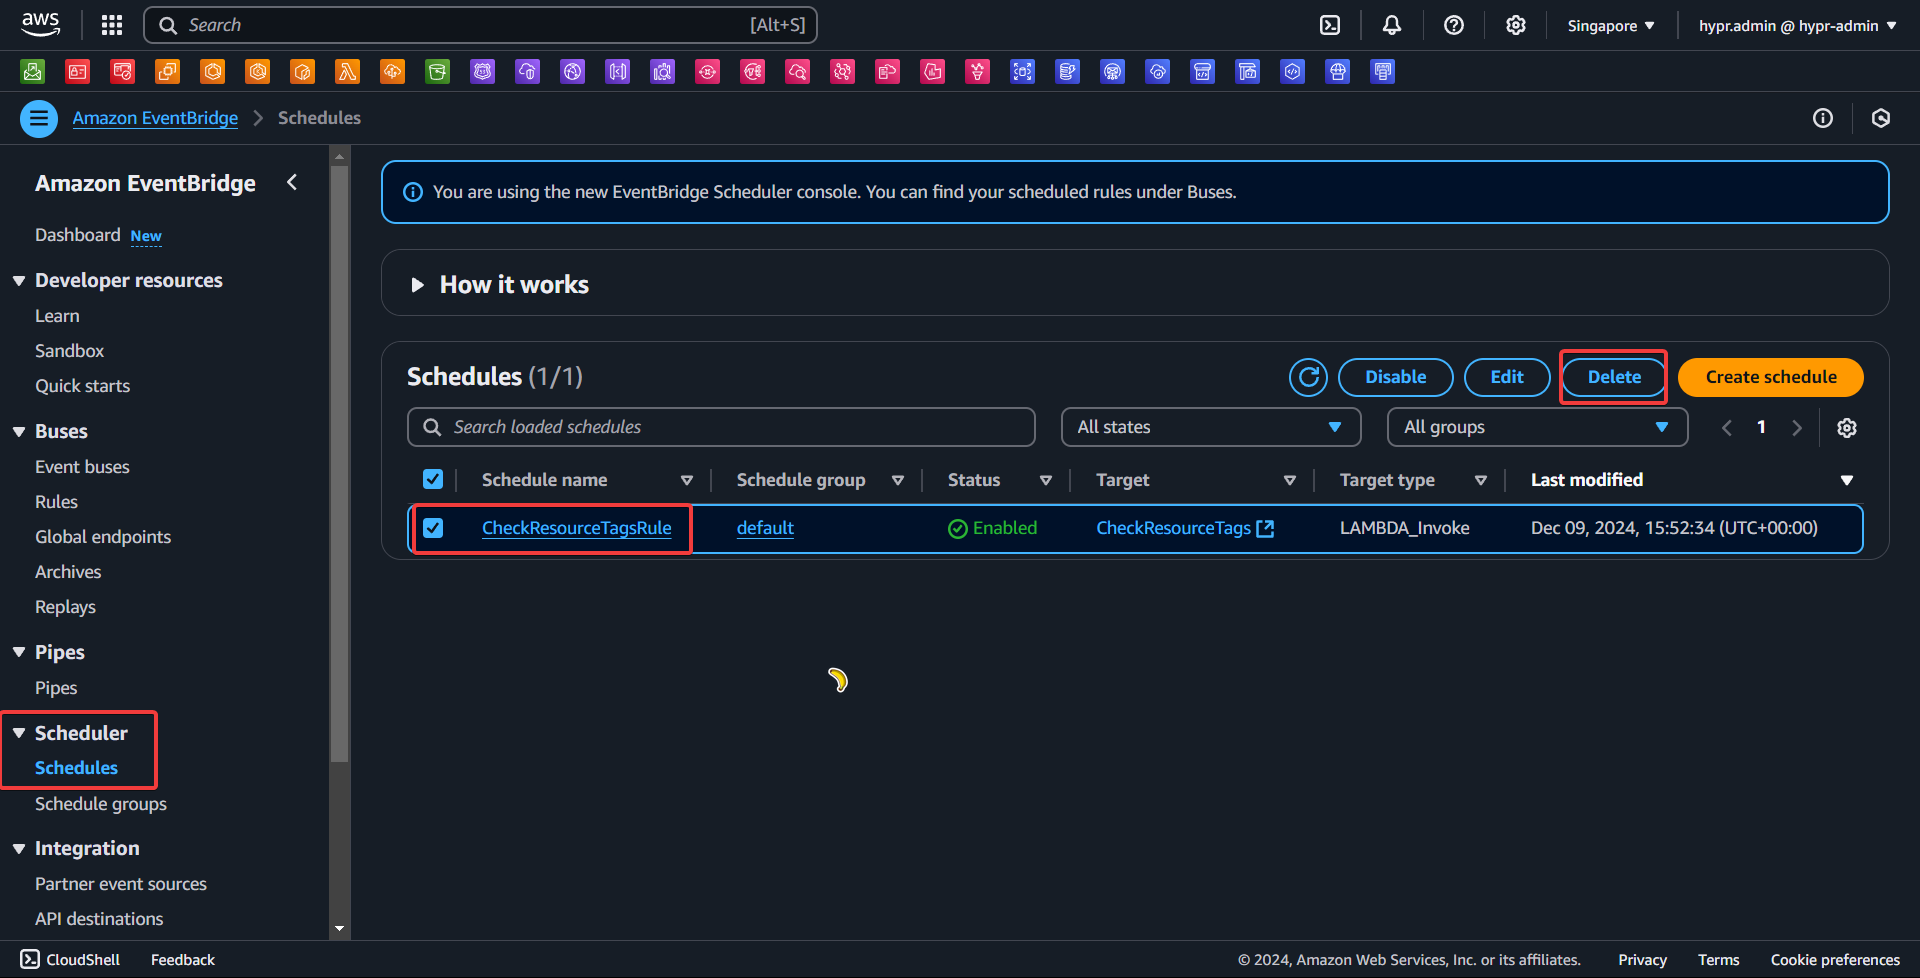 aws
Search [Alt+S]
Singapore
hypr.admin @ hypr-admin
Amazon EventBridge
Schedules
Amazon EventBridge
Dashboard New
Developer resources
Learn
Sandbox
Quick starts
Buses
Event buses
Rules
Global endpoints
Archives
Replays
Pipes
Pipes
Scheduler
Schedules
Schedule groups
Integration
Partner event sources
API destinations
You are using the new EventBridge Scheduler console. You can find your scheduled rules under Buses.
How it works
Schedules (1/1)
Disable
Edit
Delete
Create schedule
Search loaded schedules
All states
All groups
1
Schedule name Schedule group Status Target Target type Last modified
CheckResourceTagsRule default Enabled CheckResourceTags LAMBDA_Invoke Dec 09, 2024, 15:52:34 (UTC+00:00)
CloudShell Feedback © 2024, Amazon Web Services, Inc. or its affiliates. Privacy Terms Cookie preferences